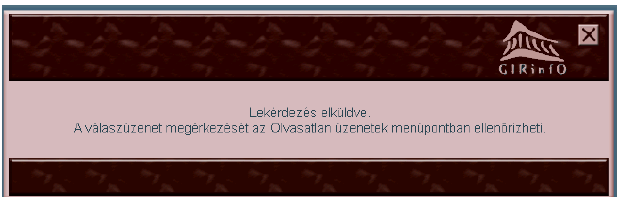 GIRinfO
Lekérdezés elküldve.
A válaszüzenet megérkezését az Olvasatlan üzenetek menüpontban ellenőrizheti.